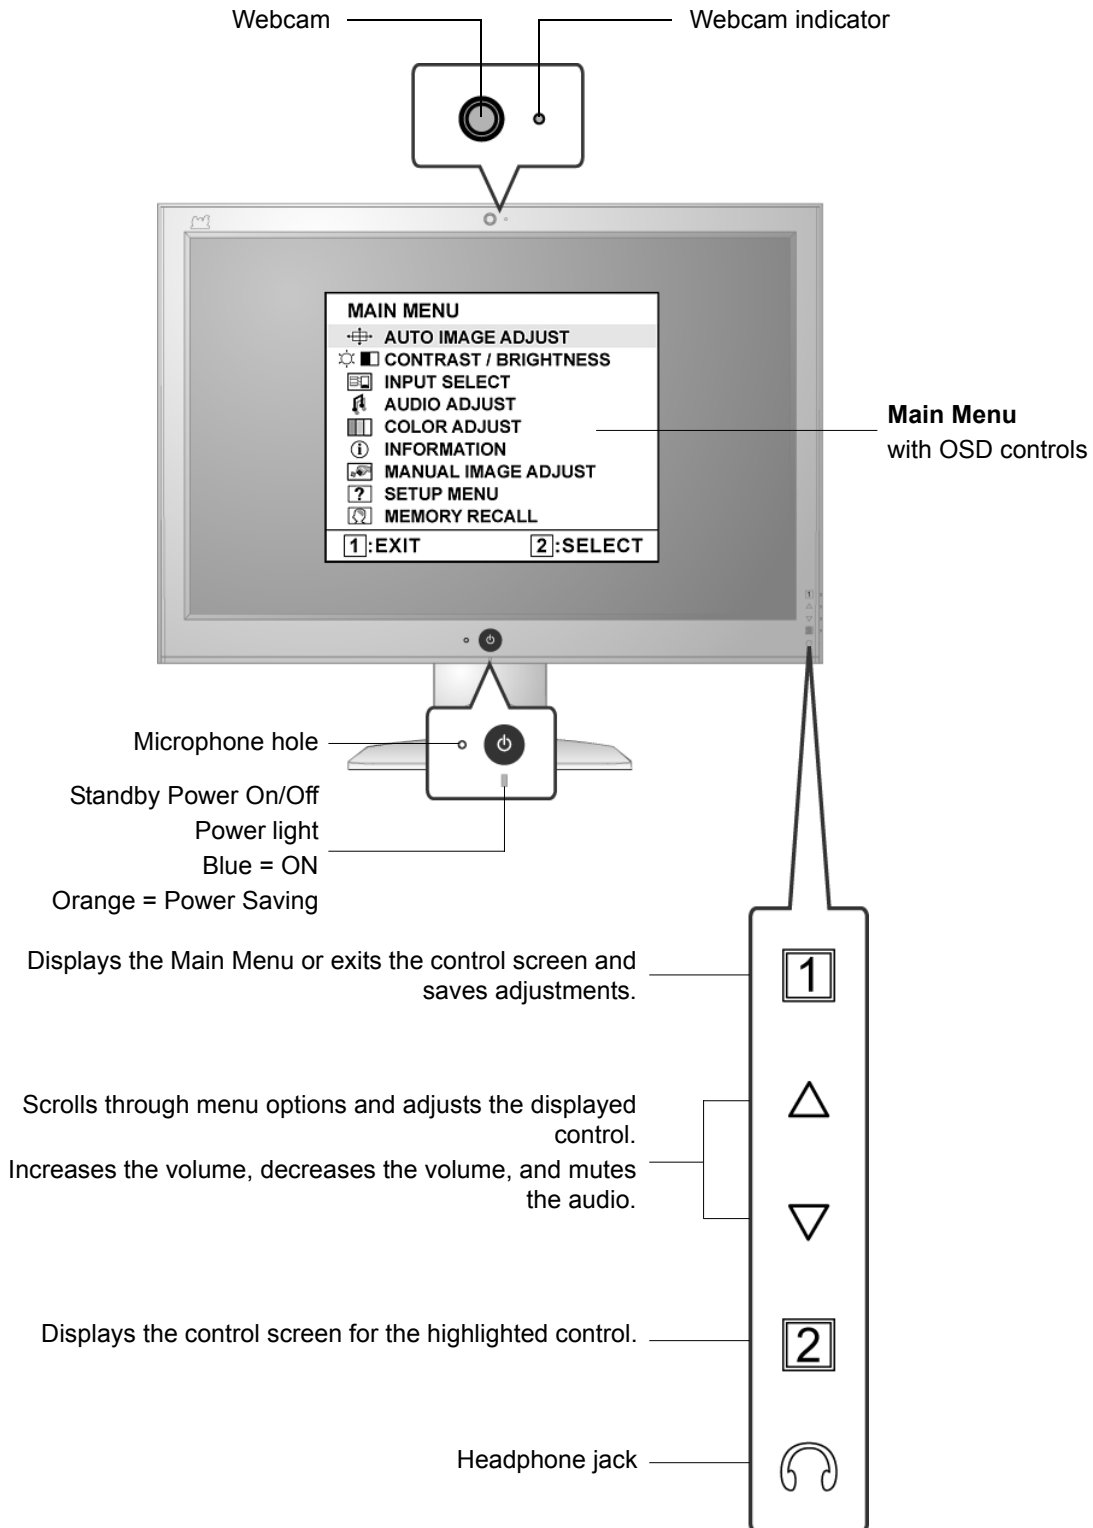 Webcam
Webcam indicator
MAIN MENU
AUTO IMAGE ADJUST
CONTRAST / BRIGHTNESS
INPUT SELECT
AUDIO ADJUST
COLOR ADJUST
INFORMATION
MANUAL IMAGE ADJUST
SETUP MENU
MEMORY RECALL
1:EXIT 2:SELECT
Main Menu
with OSD controls
1
2
Microphone hole
Standby Power On/Off
Power light
Blue = ON
Orange = Power Saving
Displays the Main Menu or exits the control screen and
saves adjustments.
1
Scrolls through menu options and adjusts the displayed
control.
Increases the volume, decreases the volume, and mutes
the audio.
Displays the control screen for the highlighted control.
2
Headphone jack